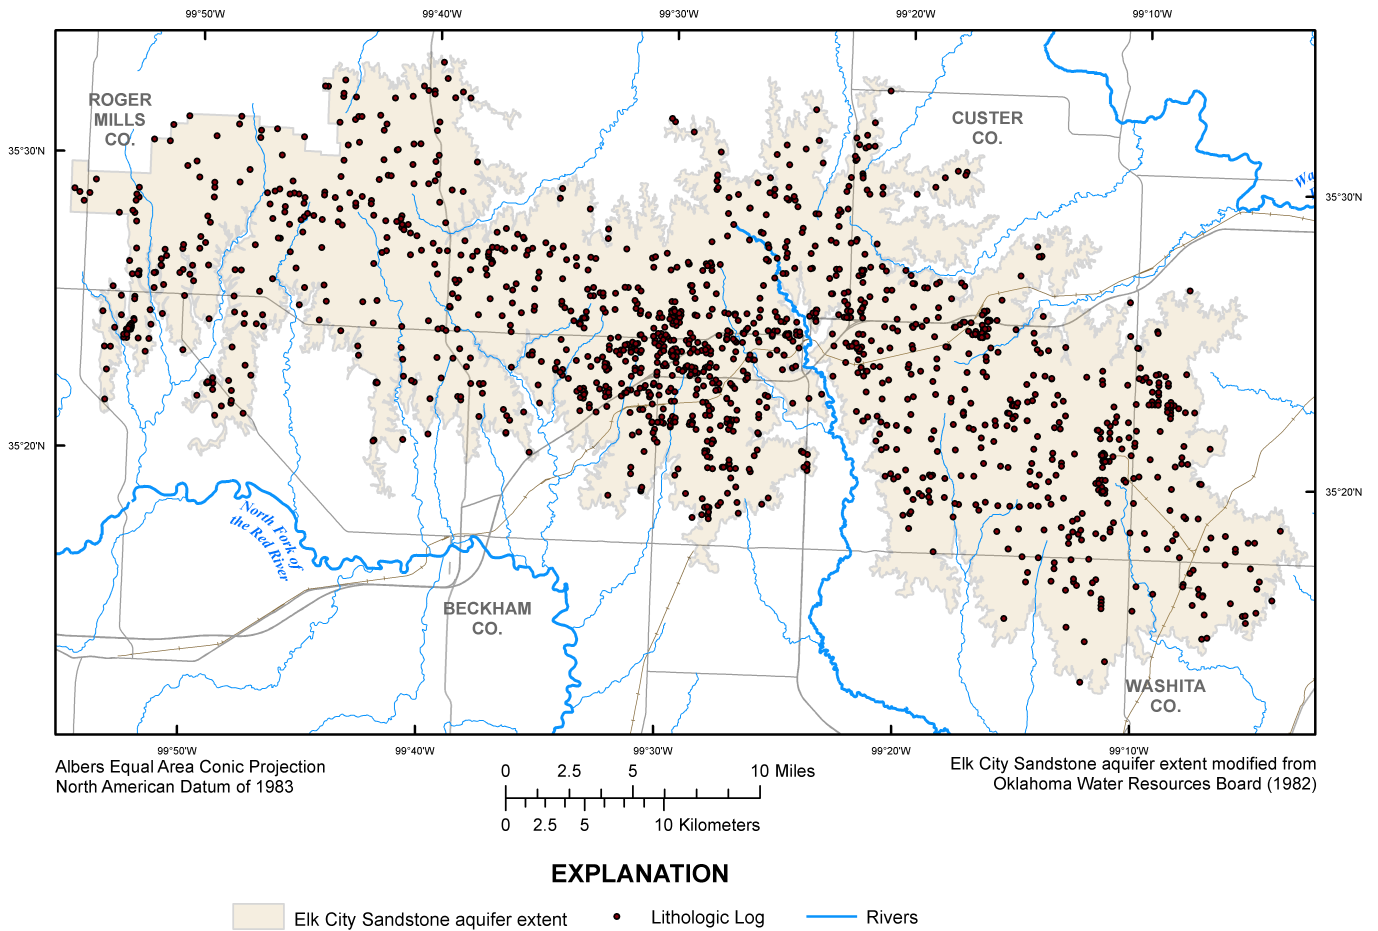 99°50'W 99°40'W 99°30'W 99°20'W 99°10'W
ROGER
MILLS
CO.
CUSTER
CO.
35°30'N
35°30'N
35°20'N
35°20'N
North Fork of
the Red River
BECKHAM
CO.
WASHITA
CO.
99°50'W 99°40'W 99°30'W 99°20'W 99°10'W
Albers Equal Area Conic Projection
North American Datum of 1983
0 2.5 5 10 Miles
0 2.5 5 10 Kilometers
Elk City Sandstone aquifer extent modified from
Oklahoma Water Resources Board (1982)
EXPLANATION
Elk City Sandstone aquifer extent Lithologic Log Rivers